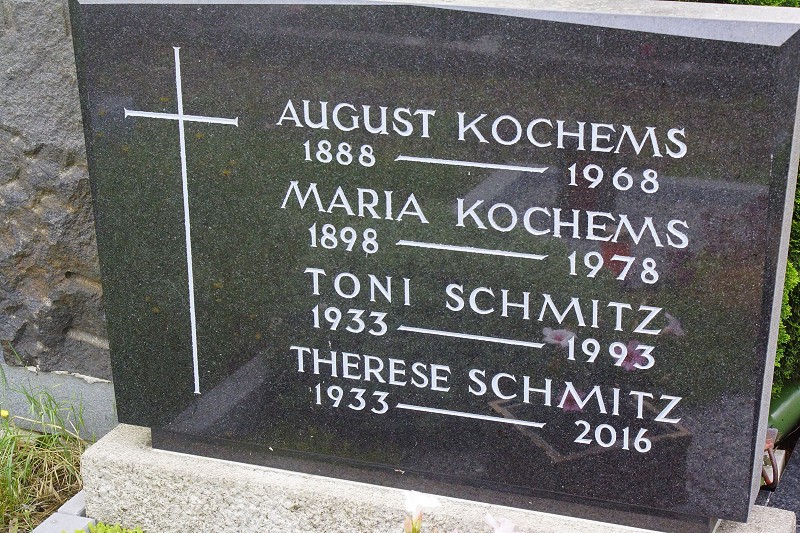 AUGUST KOCHEMS
1888 — 1968
MARIA KOCHEMS
1898 — 1978
TONI SCHMITZ
1933 — 1993
THERESE SCHMITZ
1933 — 2016